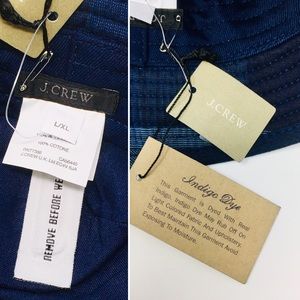 J.CREW
L/XL
100% COTONE
REMOVE BEFORE WE
J.CREW
Indigo Dye
This Garment is Dyed With Real
Indigo. Indigo Dye May Rub Off On
Light Colored Fabric And Upholstery.
Best Maintain This Garment Avoid
Exposing To Moisture.